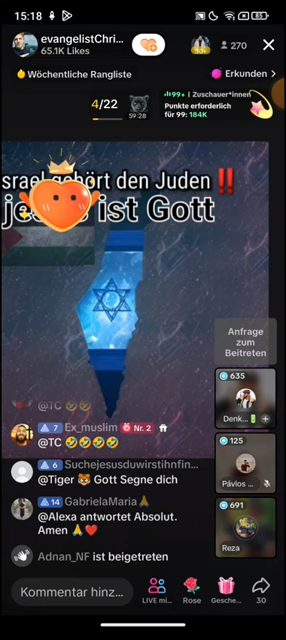 15:18
85
evangelistChri...
65.1K Likes
270
Wöchentliche Rangliste
Erkunden >
4/22
59:28
99+ | Zuschauer*innen
Punkte erforderlich
für 99: 184K
srael gehört den Juden‼️
je ist Gott
Anfrage
zum
Beitreten
635
Denk...
125
Pávlos ...
691
Reza
@TC 🤣🤣
7 Ex_muslim Nr. 2
@TC 🤣🤣🤣🤣
6 Suchejesusduwirstihnfin...
@Tiger 🐯 Gott Segne dich
14 GabrielaMaria🙏
@Alexa antwortet Absolut.
Amen 🙏❤️
Adnan_NF ist beigetreten
Kommentar hinz...
LIVE mi...
Rose
Gesche...
30